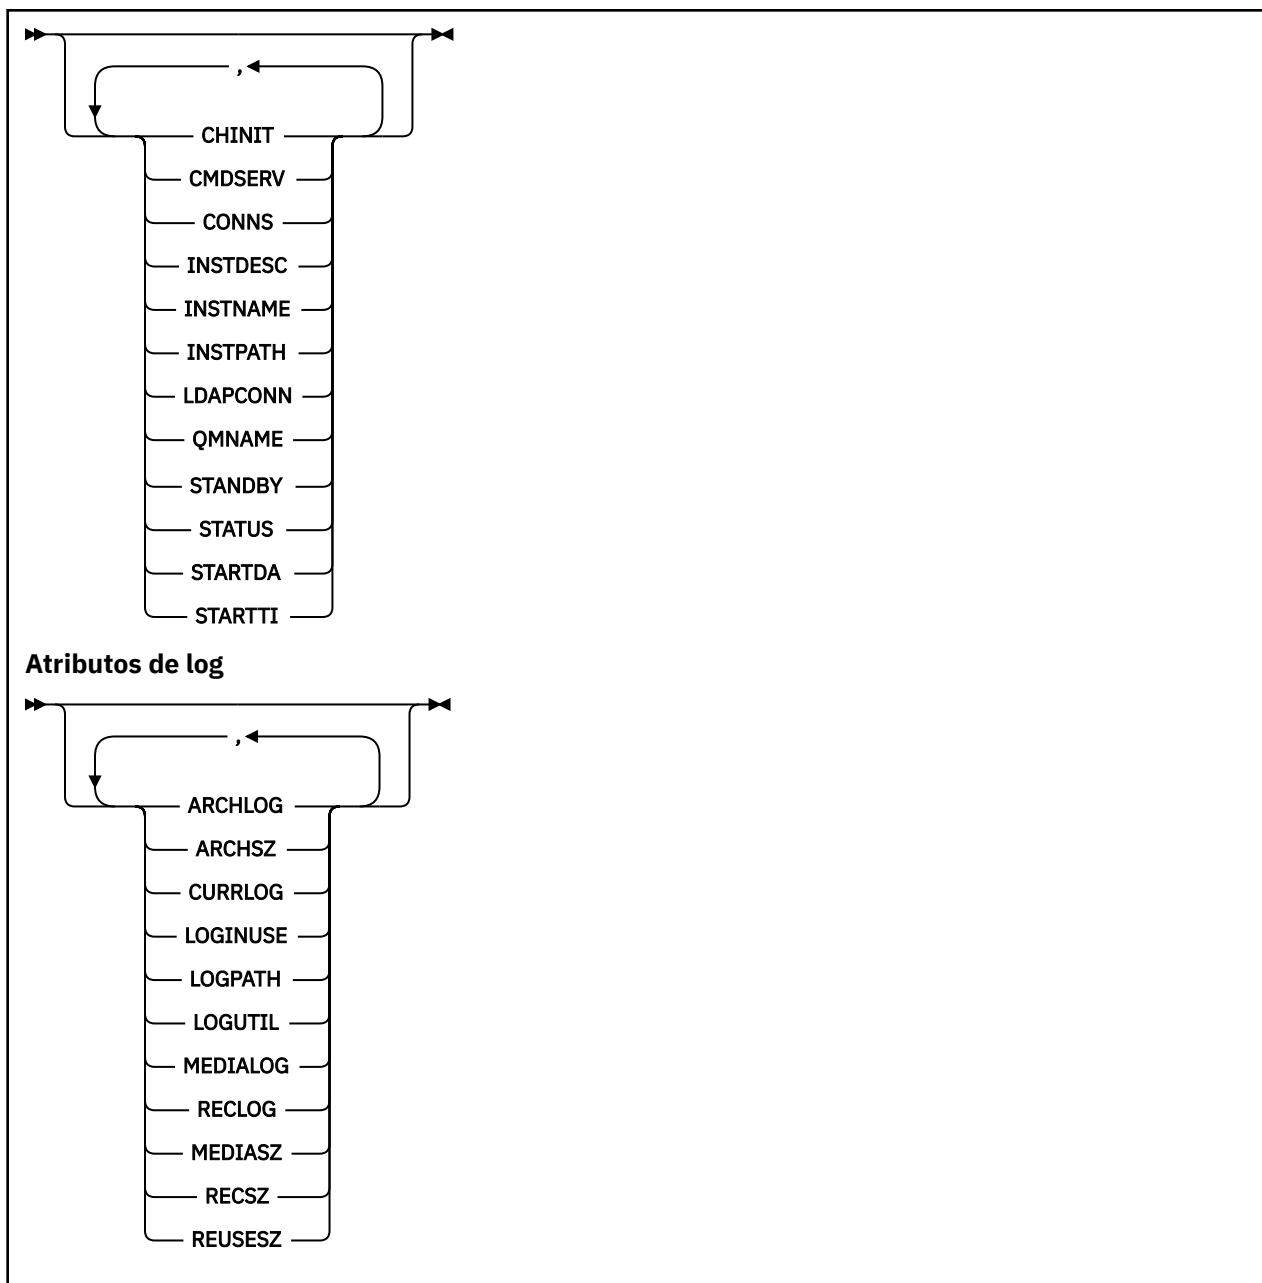 ,
CHINIT
CMDSERV
CONNS
INSTDESC
INSTNAME
INSTPATH
LDAPCONN
QMNAME
STANDBY
STATUS
STARTDA
STARTTI
Atributos de log
,
ARCHLOG
ARCHSZ
CURRLOG
LOGINUSE
LOGPATH
LOGUTIL
MEDIALOG
RECLOG
MEDIASZ
RECSZ
REUSESZ